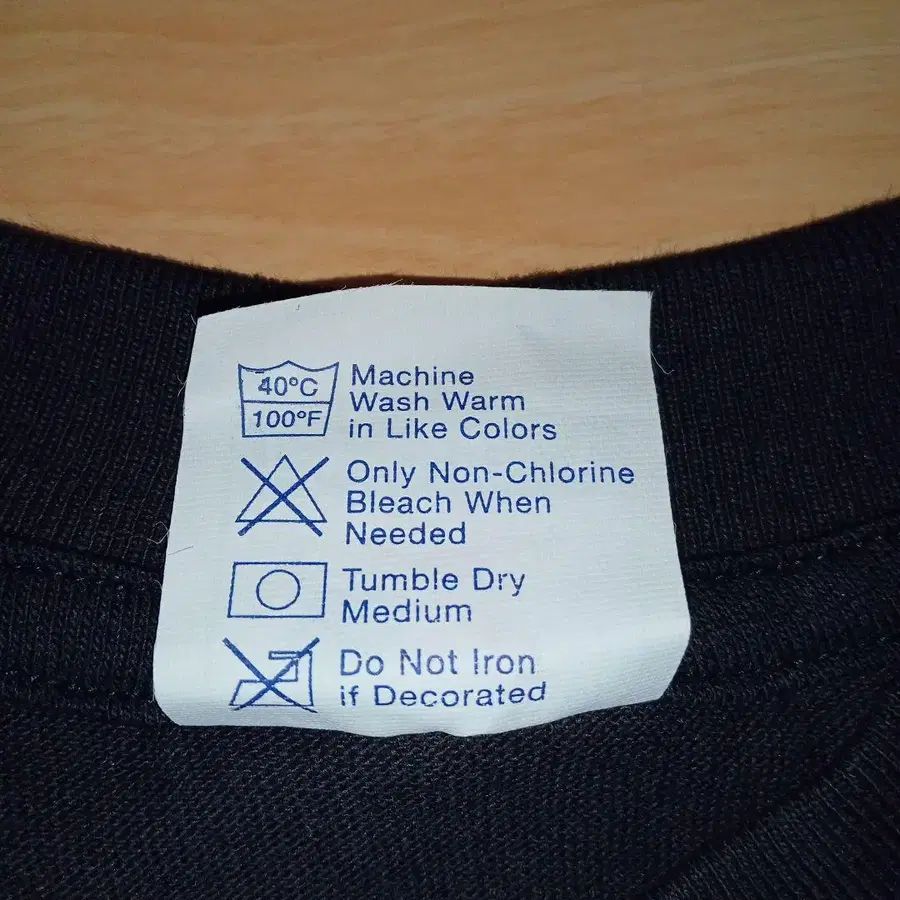 40°C
100°F
Machine
Wash Warm
in Like Colors
Only Non-Chlorine
Bleach When
Needed
Tumble Dry
Medium
Do Not Iron
if Decorated